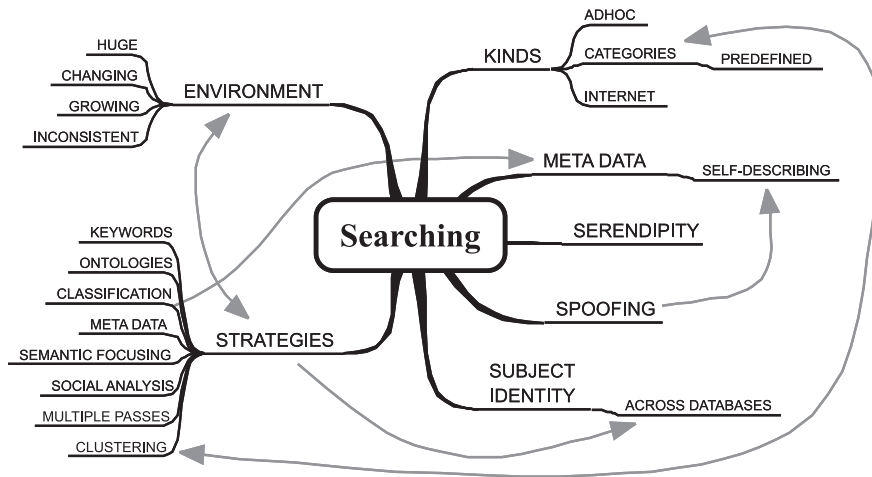 HUGE
CHANGING
GROWING
INCONSISTENT
ENVIRONMENT
KINDS
ADHOC
CATEGORIES
PREDEFINED
INTERNET
META DATA
SELF-DESCRIBING
Searching
SERENDIPITY
SPOOFING
SUBJECT
IDENTITY
ACROSS DATABASES
STRATEGIES
KEYWORDS
ONTOLOGIES
CLASSIFICATION
META DATA
SEMANTIC FOCUSING
SOCIAL ANALYSIS
MULTIPLE PASSES
CLUSTERING